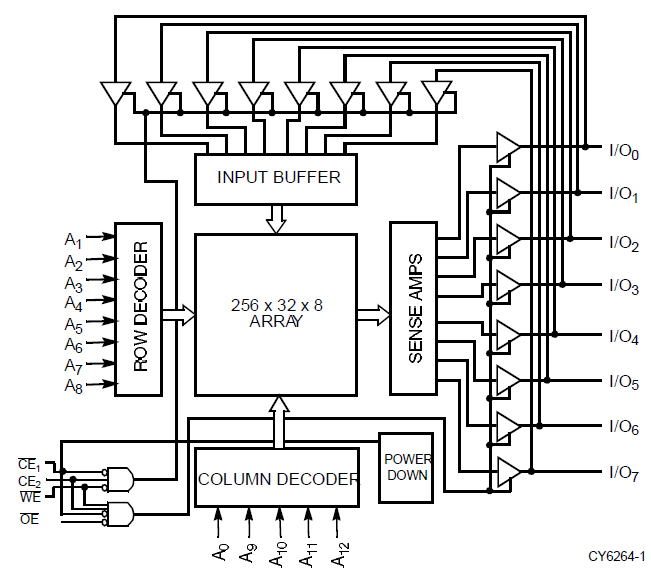 I/O0
INPUT BUFFER
I/O1
A1
A2
A3
A4
A5
A6
A7
A8
ROW DECODER
256 x 32 x 8
ARRAY
SENSE AMPS
I/O2
I/O3
I/O4
I/O5
I/O6
I/O7
CE1
CE2
WE
OE
COLUMN DECODER
POWER
DOWN
A0
A9
A10
A11
A12
CY6264-1